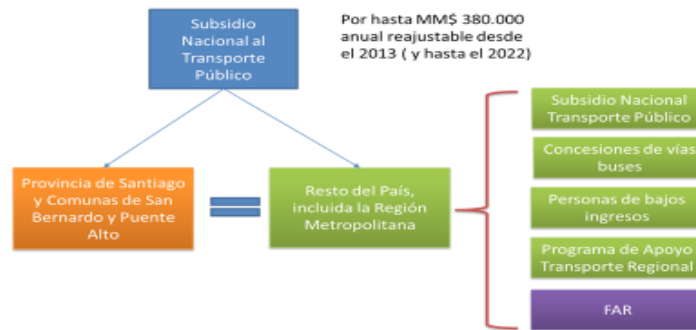 Subsidio
Nacional al
Transporte
Público
Por hasta MM$ 380.000
anual reajustable desde
el 2013 ( y hasta el 2022)
Provincia de Santiago
y Comunas de San
Bernardo y Puente
Alto
Resto del País,
incluida la Región
Metropolitana
Subsidio Nacional
Transporte Público
Concesiones de vías
buses
Personas de bajos
ingresos
Programa de Apoyo
Transporte Regional
FAR